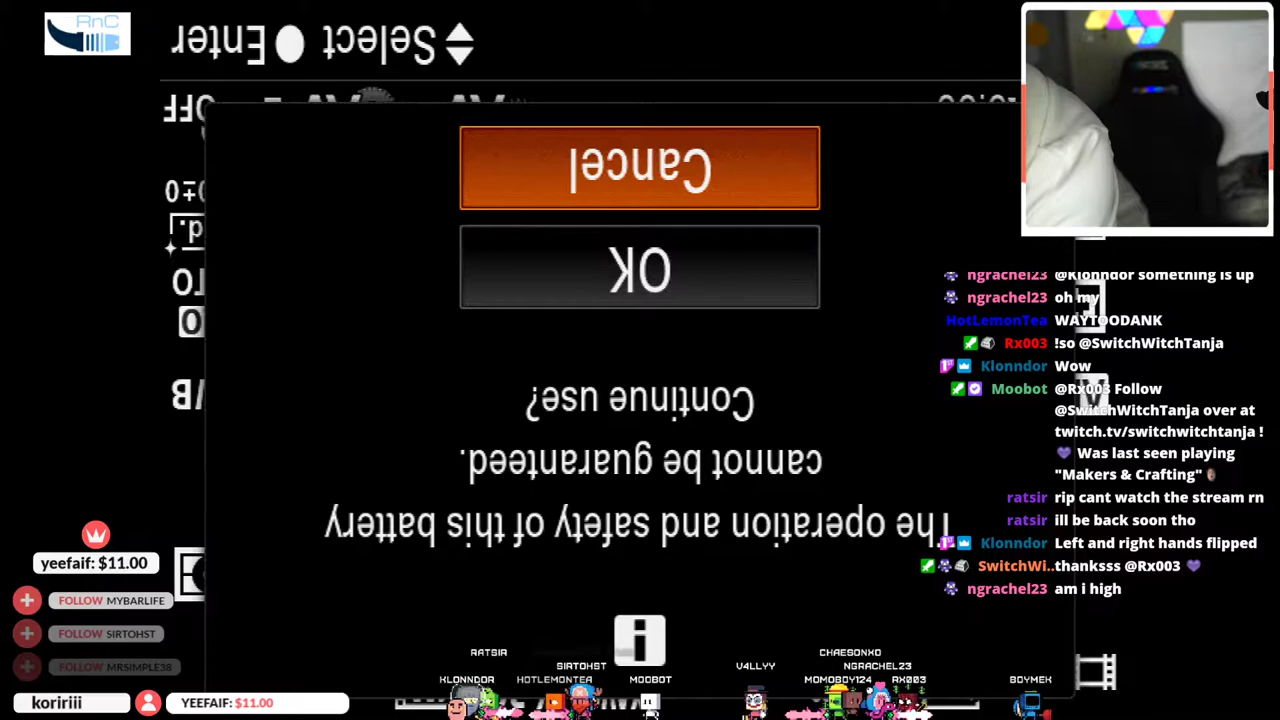 RnC
Select Enter
OFF
Cancel
OK
The operation and safety of this battery
cannot be guaranteed.
Continue use?
ngrachel23 @Klonndor something is up
ngrachel23 oh my
HotLemonTea WAYTOODANK
Rx003 !so @SwitchWitchTanja
Klonndor Wow
Moobot @Rx003 Follow
@SwitchWitchTanja over at
twitch.tv/switchwitchtanja !
Was last seen playing
"Makers & Crafting"
ratsir rip cant watch the stream rn
ratsir ill be back soon tho
Klonndor Left and right hands flipped
SwitchWi.. thanksss @Rx003
ngrachel23 am i high
yeefaif: $11.00
FOLLOW MYBARLIFE
FOLLOW SIRTOHST
FOLLOW MRSIMPLE38
koririii
YEEFAIF: $11.00
RATSIR
CHAESONXO
SIRTOHST
V4LLYY
NGRACHEL23
KLONNDOR
HOTLEMONTEA
MOOBOT
MOMOBOY124
RX003
BOYMEK